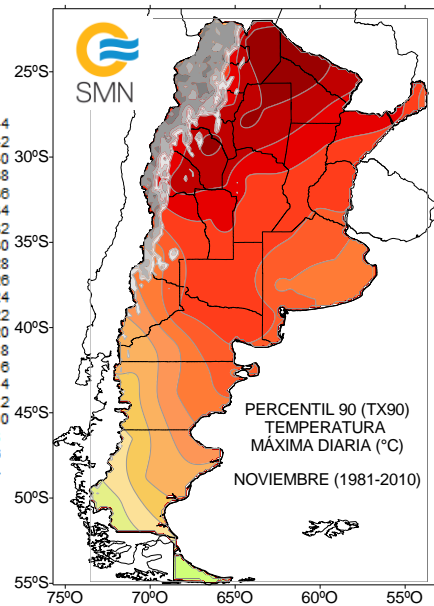 SMN
25ºS
30ºS
35ºS
40ºS
45ºS
50ºS
55ºS
PERCENTIL 90 (TX90)
TEMPERATURA
MÁXIMA DIARIA (°C)
NOVIEMBRE (1981-2010)
75ºO 70ºO 65ºO 60ºO 55ºO